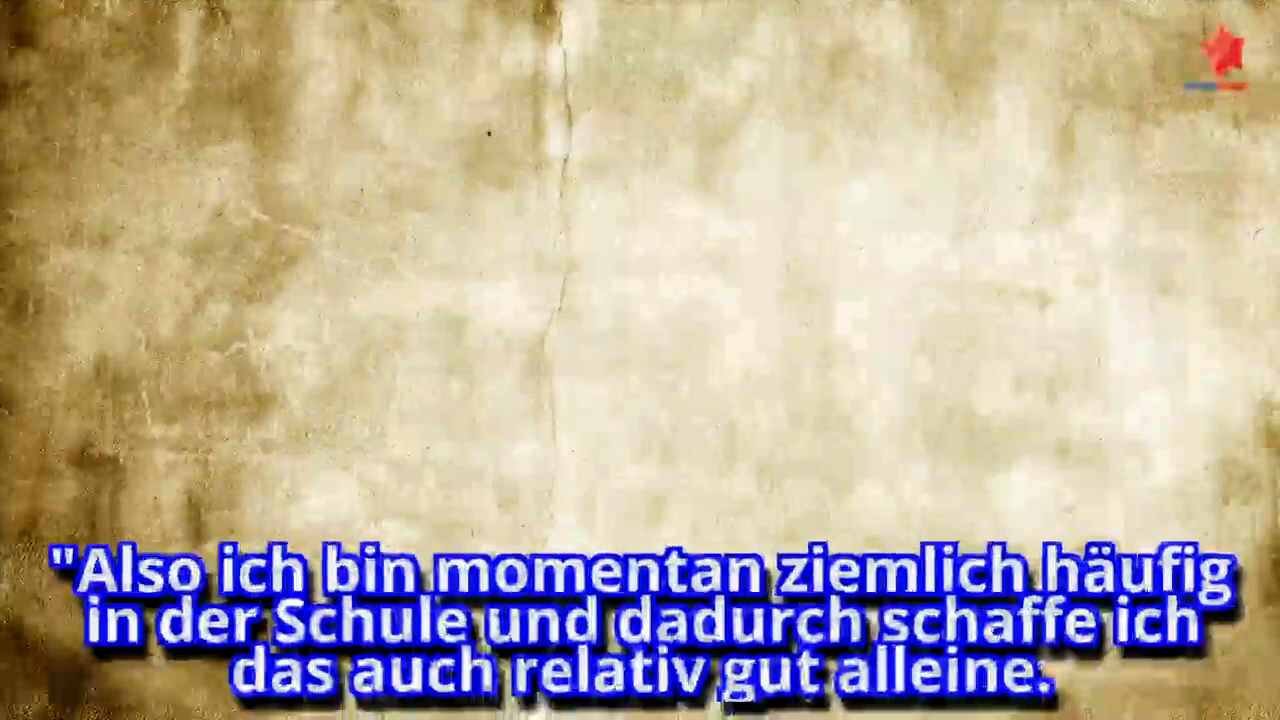 "Also ich bin momentan ziemlich häufig
in der Schule und dadurch schaffe ich
das auch relativ gut alleine.